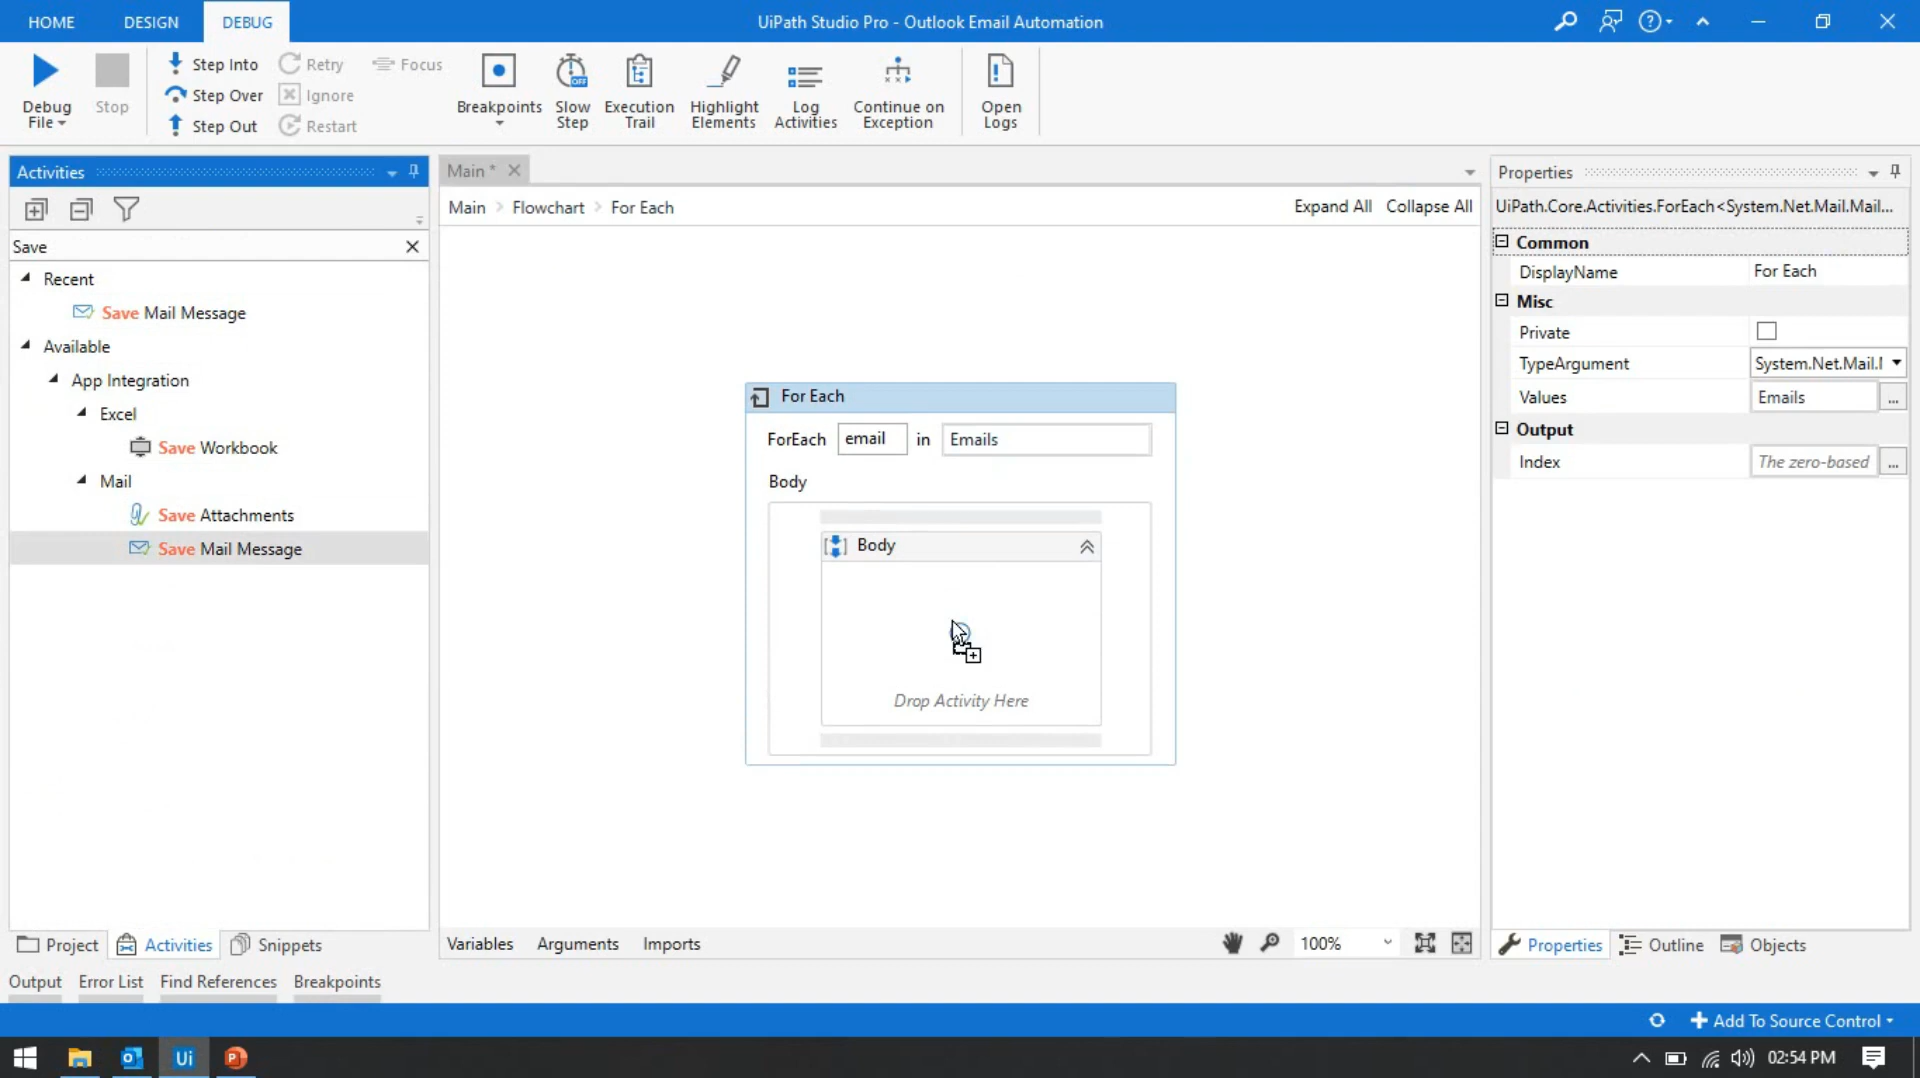 HOME DESIGN DEBUG UiPath Studio Pro - Outlook Email Automation
Debug File
Stop
Step Into
Step Over
Step Out
Retry
Ignore
Restart
Focus
Breakpoints
Slow Step
OFF
Execution Trail
Highlight Elements
Log Activities
Continue on Exception
Open Logs
Activities
Save
Recent
Save Mail Message
Available
App Integration
Excel
Save Workbook
Mail
Save Attachments
Save Mail Message
Project Activities Snippets
Main *
Main > Flowchart > For Each
Expand All Collapse All
For Each
ForEach email in Emails
Body
Body
Drop Activity Here
Variables Arguments Imports
100%
Properties
UiPath.Core.Activities.ForEach<System.Net.Mail.Mail...
Common
DisplayName For Each
Misc
Private
TypeArgument System.Net.Mail.
Values Emails ...
Output
Index The zero-based ...
Properties Outline Objects
Output Error List Find References Breakpoints
Add To Source Control
Ui
02:54 PM